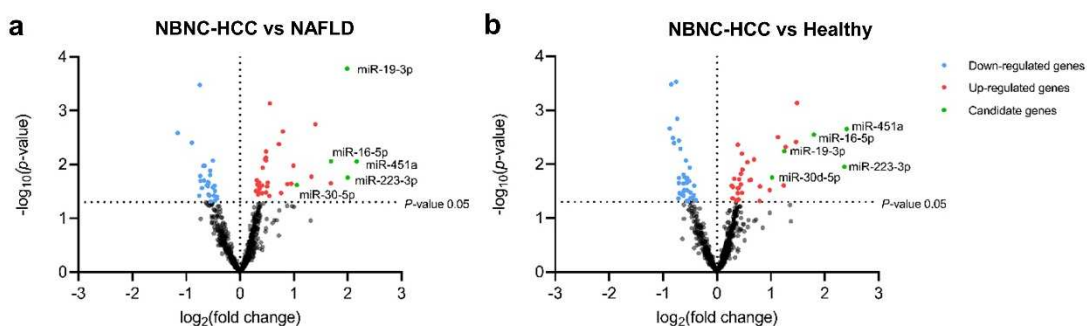 a
NBNC-HCC vs NAFLD
4
3
2
1
0
-3
-2
-1
0
1
2
3
-log10(p-value)
log2(fold change)
miR-19-3p
miR-16-5p
miR-451a
miR-223-3p
miR-30-5p
P-value 0.05
b
NBNC-HCC vs Healthy
4
3
2
1
0
-3
-2
-1
0
1
2
3
-log10(p-value)
log2(fold change)
miR-451a
miR-16-5p
miR-19-3p
miR-223-3p
miR-30d-5p
P-value 0.05
Down-regulated genes
Up-regulated genes
Candidate genes